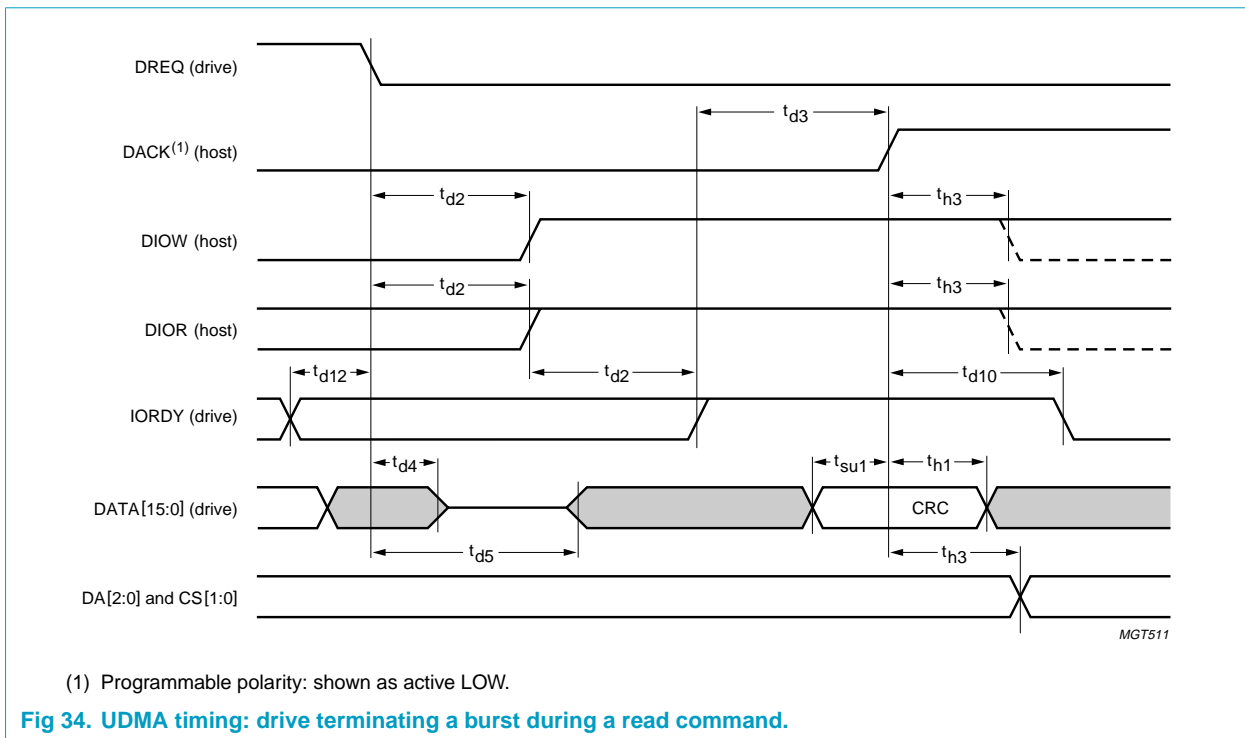 DREQ (drive)
td3
DACK(1) (host)
td2
th3
DIOW (host)
td2
th3
DIOR (host)
td12
td2
td10
IORDY (drive)
td4
tsu1
th1
DATA[15:0] (drive)
CRC
td5
th3
DA[2:0] and CS[1:0]
MGT511
(1) Programmable polarity: shown as active LOW.
Fig 34. UDMA timing: drive terminating a burst during a read command.